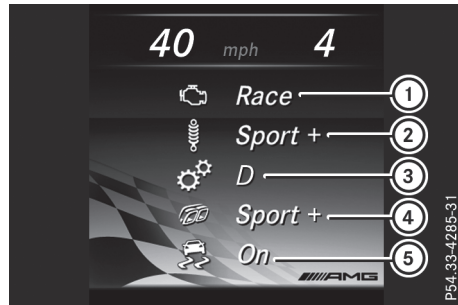 40 mph 4
Race 1
Sport + 2
D 3
Sport + 4
On 5
AMG
P54.33-4285-31